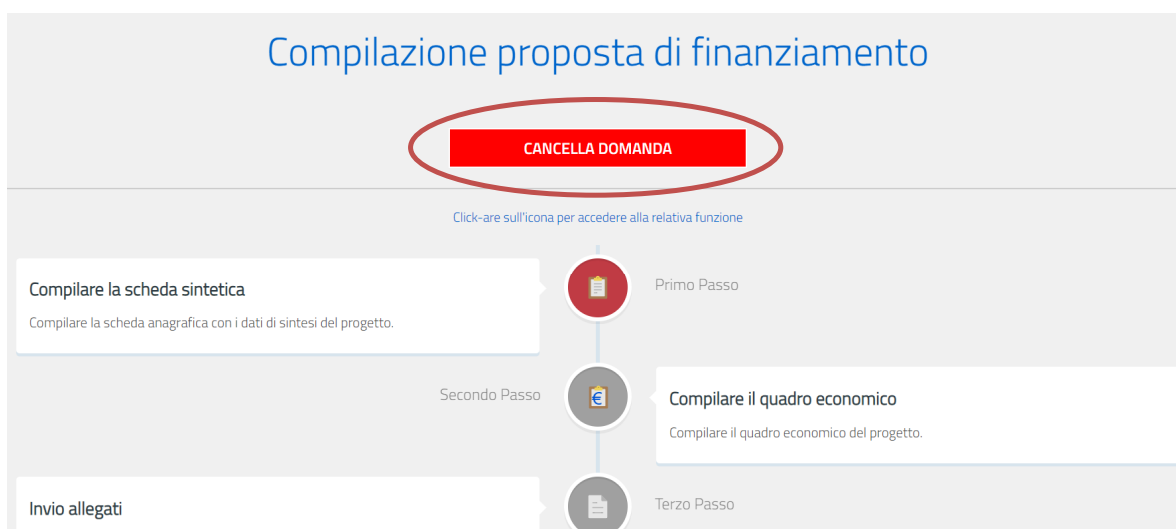 Compilazione proposta di finanziamento
CANCELLA DOMANDA
Click-are sull'icona per accedere alla relativa funzione
Compilare la scheda sintetica
Compilare la scheda anagrafica con i dati di sintesi del progetto.
Primo Passo
Secondo Passo
Compilare il quadro economico
Compilare il quadro economico del progetto.
Invio allegati
Terzo Passo